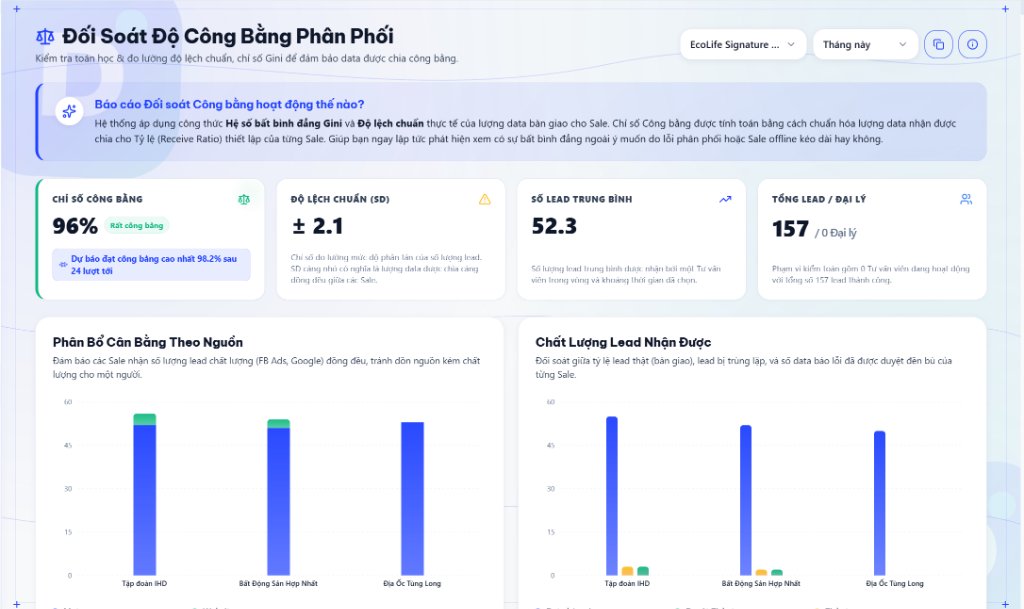 Đối Soát Độ Công Bằng Phân Phối
Kiểm tra toán học & đo lường độ lệch chuẩn, chỉ số Gini để đảm bảo data được chia công bằng.
EcoLife Signature ...
Tháng này
Báo cáo Đối soát Công bằng hoạt động thế nào?
Hệ thống áp dụng công thức Hệ số bất bình đẳng Gini và Độ lệch chuẩn thực tế của lượng data bàn giao cho Sale. Chỉ số Công bằng được tính toán bằng cách chuẩn hóa lượng data nhận được
chia cho Tỷ lệ (Receive Ratio) thiết lập của từng Sale. Giúp bạn ngay lập tức phát hiện xem có sự bất bình đẳng ngoài ý muốn do lỗi phân phối hoặc Sale offline kéo dài hay không.
CHỈ SỐ CÔNG BẰNG
96% Rất công bằng
Dự báo đạt công bằng cao nhất 98.2% sau
24 lượt tới
ĐỘ LỆCH CHUẨN (SD)
± 2.1
Chỉ số đo lường mức độ phân tán của số lượng lead.
SD càng nhỏ có nghĩa là lượng data được chia càng
đồng đều giữa các Sale.
SỐ LEAD TRUNG BÌNH
52.3
Số lượng lead trung bình được nhận bởi một Tư vấn
viên trong vòng và khoảng thời gian đã chọn.
TỔNG LEAD / ĐẠI LÝ
157 / 0 Đại lý
Phạm vi kiểm toán gồm 0 Tư vấn viên đang hoạt động
với tổng số 157 lead thành công.
Phân Bổ Cân Bằng Theo Nguồn
Đảm bảo các Sale nhận số lượng lead chất lượng (FB Ads, Google) đồng đều, tránh dồn nguồn kém chất
lượng cho một người.
60
45
30
15
0
Tập đoàn IHD
Bất Động Sản Hợp Nhất
Địa Ốc Tùng Long
Chất Lượng Lead Nhận Được
Đối soát giữa tỷ lệ lead thật (bàn giao), lead bị trùng lặp, và số data báo lỗi đã được duyệt đền bù của
từng Sale.
60
45
30
15
0
Tập đoàn IHD
Bất Động Sản Hợp Nhất
Địa Ốc Tùng Long